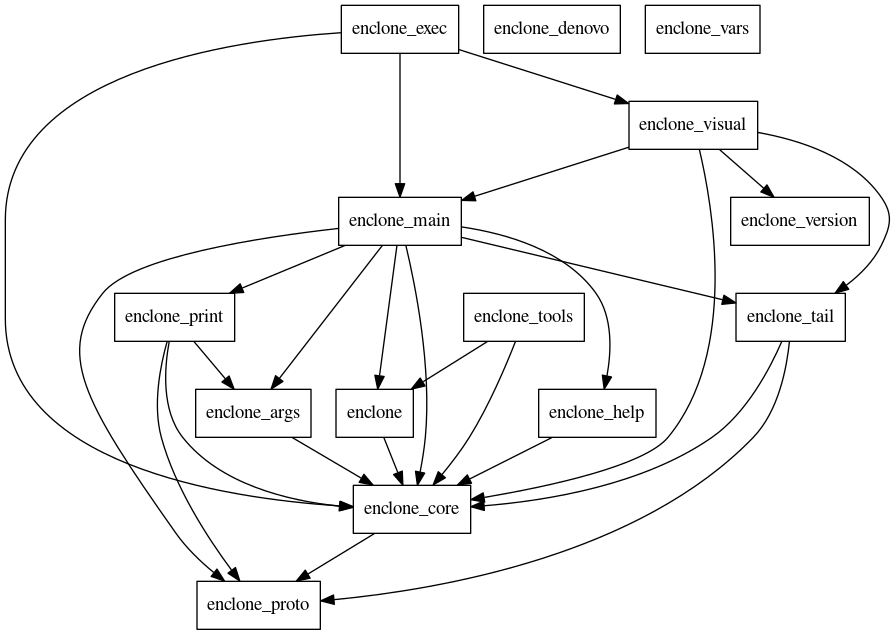 enclone_exec
enclone_denovo
enclone_vars
enclone_visual
enclone_main
enclone_version
enclone_print
enclone_tools
enclone_tail
enclone_args
enclone
enclone_help
enclone_core
enclone_proto